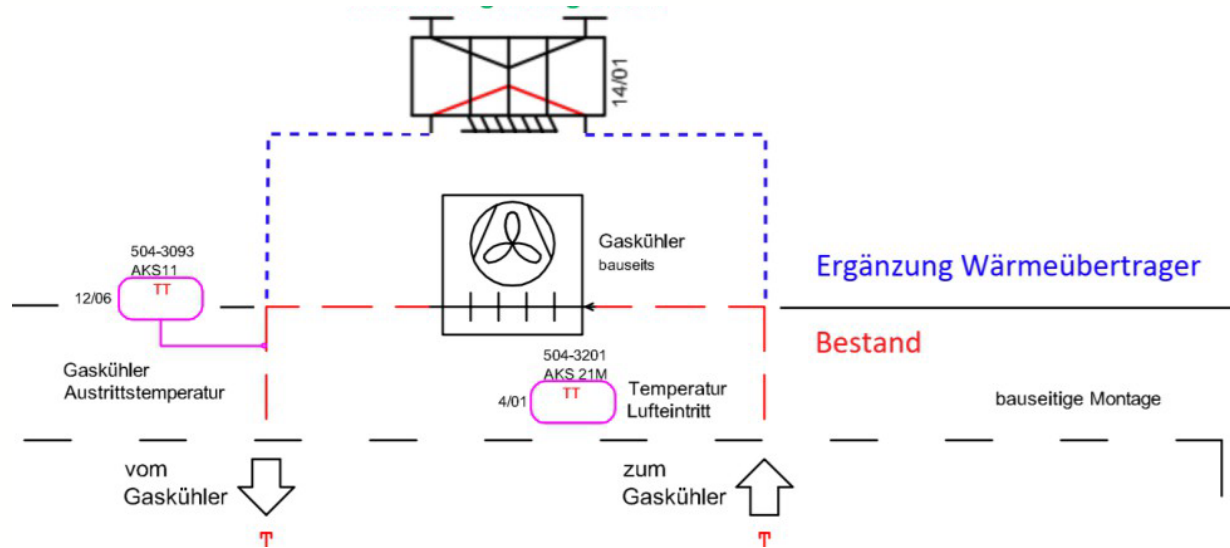 14/01
504-3093
AKS11
TT
12/06
Gaskühler
bauseits
Ergänzung Wärmeübertrager
Bestand
Gaskühler
Austrittstemperatur
504-3201
AKS 21M
TT
4/01
Temperatur
Lufteintritt
bauseitige Montage
vom
Gaskühler
zum
Gaskühler